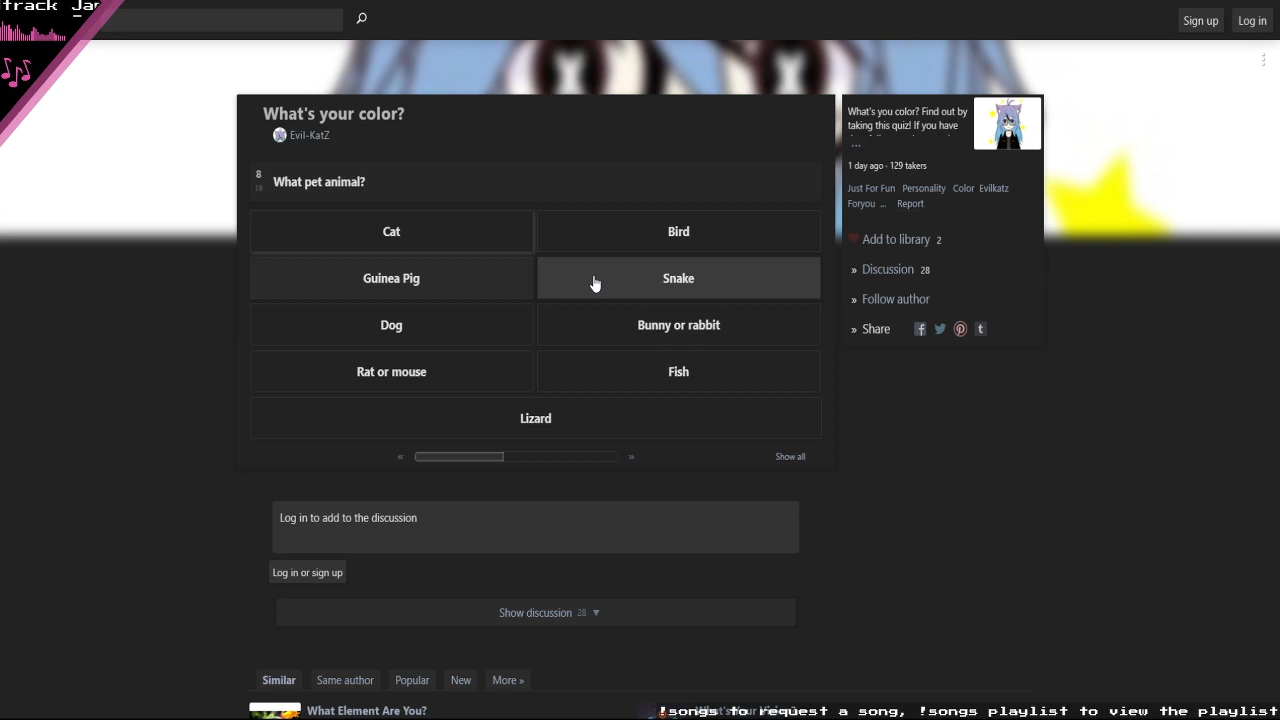 Sign up
Log in
What's your color?
Evil-KatZ
8
18
What pet animal?
Cat
Bird
Guinea Pig
Snake
Dog
Bunny or rabbit
Rat or mouse
Fish
Lizard
«
»
Show all
What's you color? Find out by
taking this quiz! If you have
...
1 day ago · 129 takers
Just For Fun Personality Color Evilkatz
Foryou ... Report
Add to library 2
» Discussion 28
» Follow author
» Share
Log in to add to the discussion
Log in or sign up
Show discussion 28 ▼
Similar
Same author
Popular
New
More »
What Element Are You?
!songs to request a song, !songs playlist to view the playlist